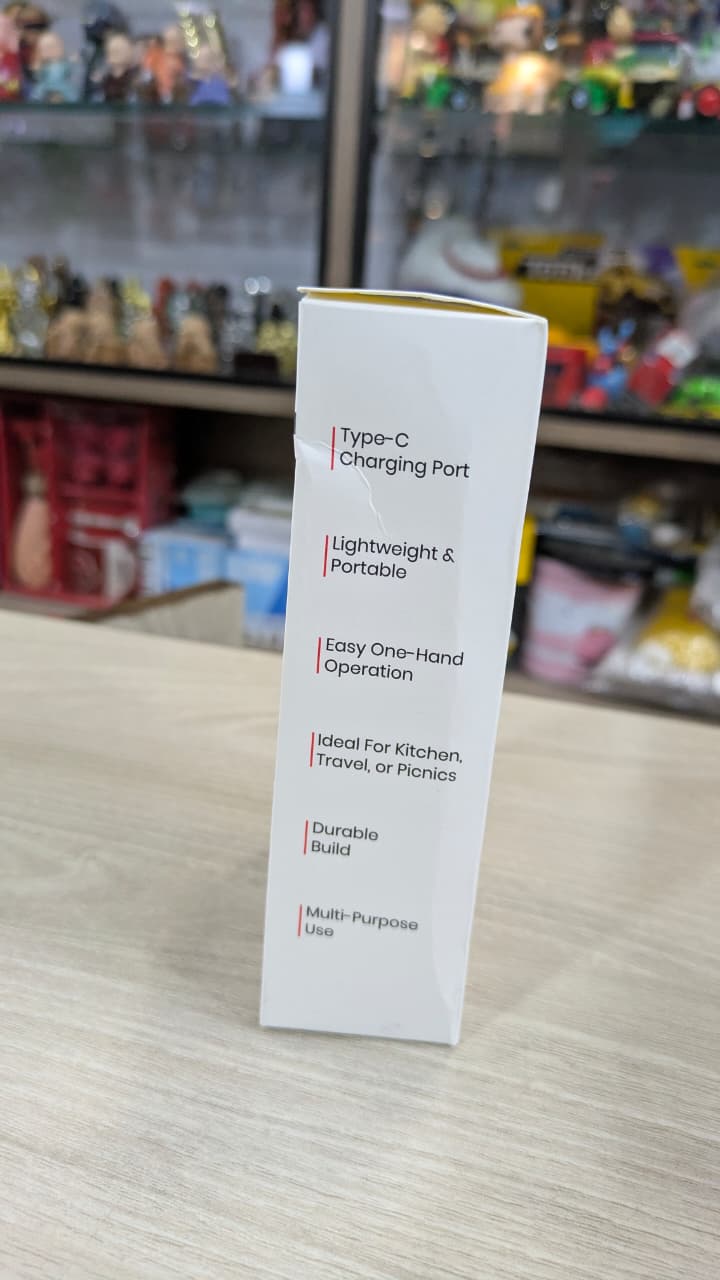 Type-C
Charging Port
Lightweight &
Portable
Easy One-Hand
Operation
Ideal For Kitchen,
Travel, or Picnics
Durable
Build
Multi-Purpose
Use